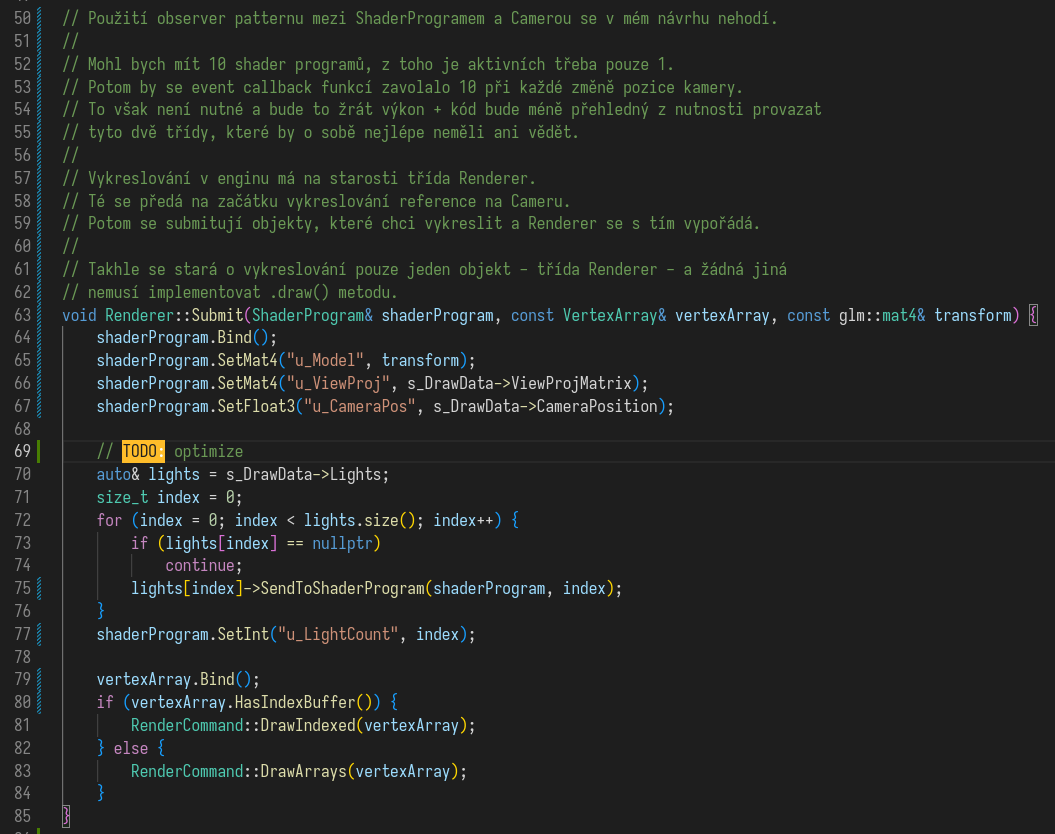 50 // Použití observer patternu mezi ShaderProgramem a Camerou se v mém návrhu nehodí.
51 //
52 // Mohl bych mít 10 shader programů, z toho je aktivních třeba pouze 1.
53 // Potom by se event callback funkcí zavolalo 10 při každé změně pozice kamery.
54 // To však není nutné a bude to žrát výkon + kód bude méně přehledný z nutnosti provazat
55 // tyto dvě třídy, které by o sobě nejlépe neměli ani vědět.
56 //
57 // Vykreslování v enginu má na starosti třída Renderer.
58 // Té se předá na začátku vykreslování reference na Cameru.
59 // Potom se submitují objekty, které chci vykreslit a Renderer se s tím vypořádá.
60 //
61 // Takhle se stará o vykreslování pouze jeden objekt – třída Renderer – a žádná jiná
62 // nemusí implementovat .draw() metodu.
63 void Renderer::Submit(ShaderProgram& shaderProgram, const VertexArray& vertexArray, const glm::mat4& transform) {
64     shaderProgram.Bind();
65     shaderProgram.SetMat4("u_Model", transform);
66     shaderProgram.SetMat4("u_ViewProj", s_DrawData->ViewProjMatrix);
67     shaderProgram.SetFloat3("u_CameraPos", s_DrawData->CameraPosition);
68
69     // TODO: optimize
70     auto& lights = s_DrawData->Lights;
71     size_t index = 0;
72     for (index = 0; index < lights.size(); index++) {
73         if (lights[index] == nullptr)
74             continue;
75         lights[index]->SendToShaderProgram(shaderProgram, index);
76     }
77     shaderProgram.SetInt("u_LightCount", index);
78
79     vertexArray.Bind();
80     if (vertexArray.HasIndexBuffer()) {
81         RenderCommand::DrawIndexed(vertexArray);
82     } else {
83         RenderCommand::DrawArrays(vertexArray);
84     }
85 }